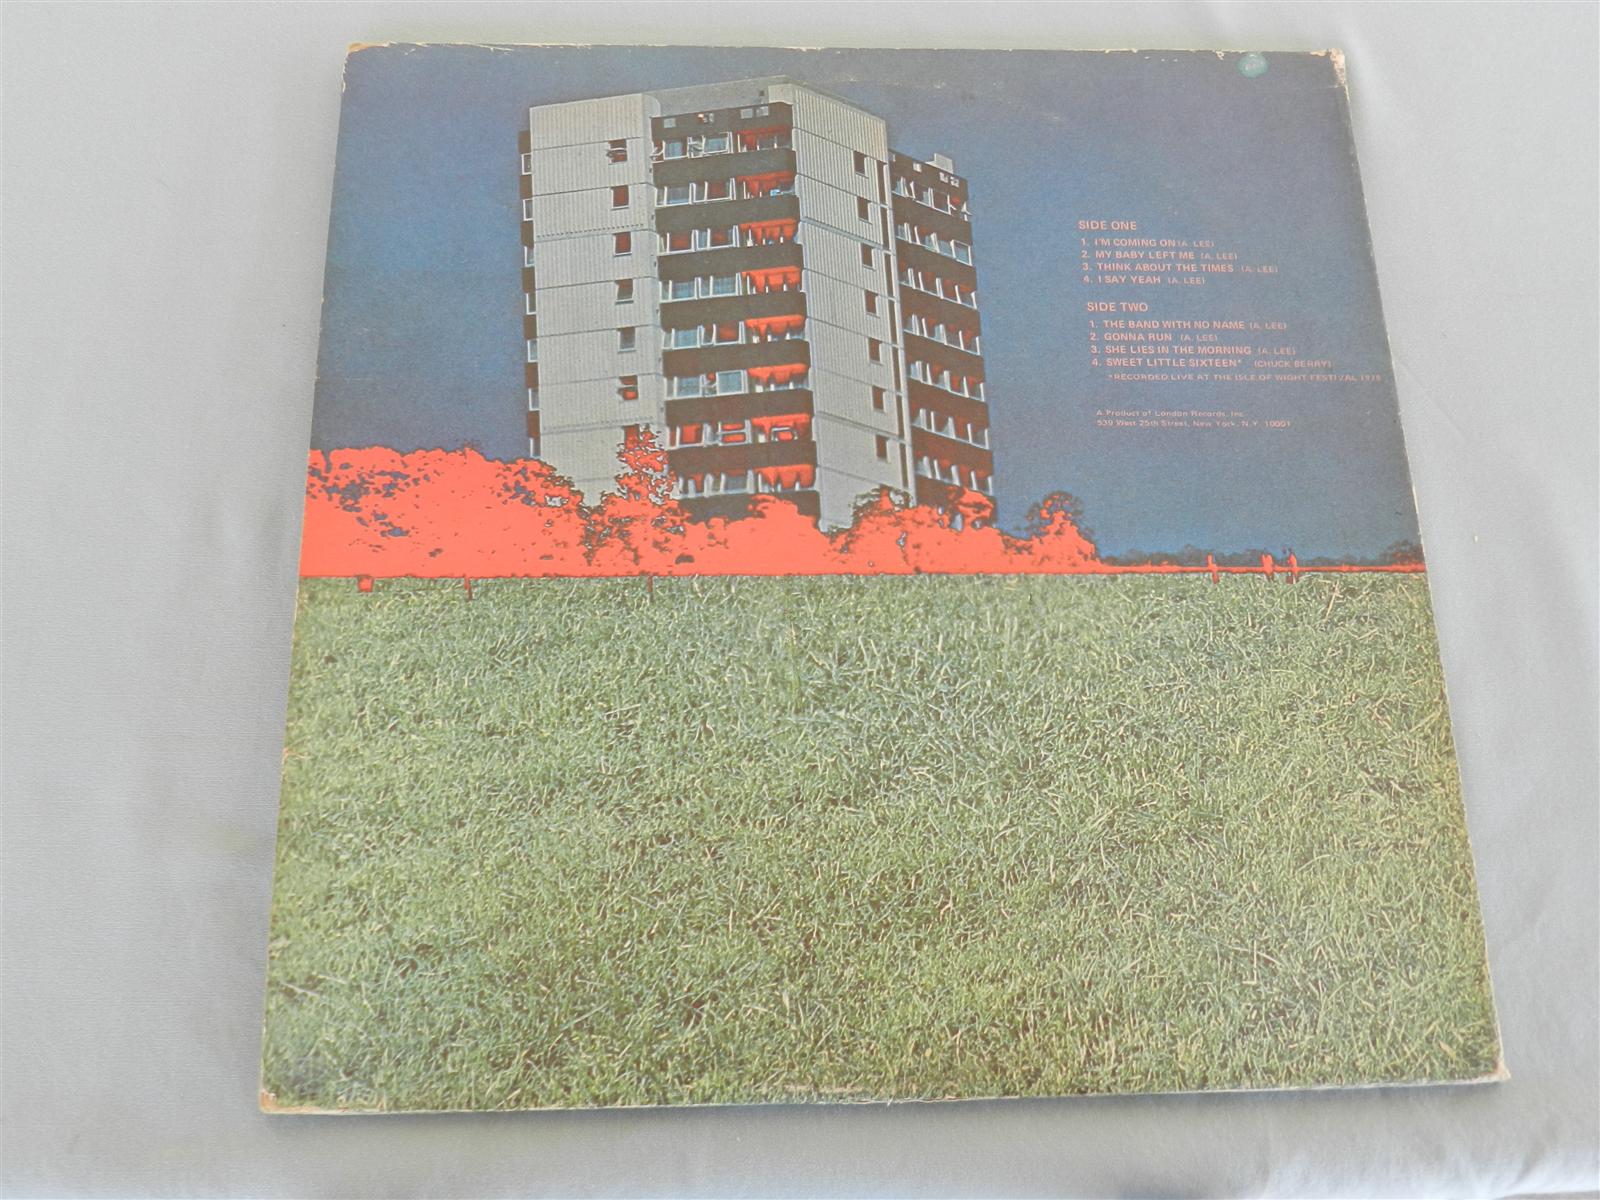 SIDE ONE
1. I'M COMING ON (A. LEE)
2. MY BABY LEFT ME (A. LEE)
3. THINK ABOUT THE TIMES (A. LEE)
4. I SAY YEAH (A. LEE)
SIDE TWO
1. THE BAND WITH NO NAME (A. LEE)
2. GONNA RUN (A. LEE)
3. SHE LIES IN THE MORNING (A. LEE)
4. SWEET LITTLE SIXTEEN* (CHUCK BERRY)
*RECORDED LIVE AT THE ISLE OF WIGHT FESTIVAL 1970
A Product of London Records, Inc.
539 West 25th Street, New York, N.Y. 10001